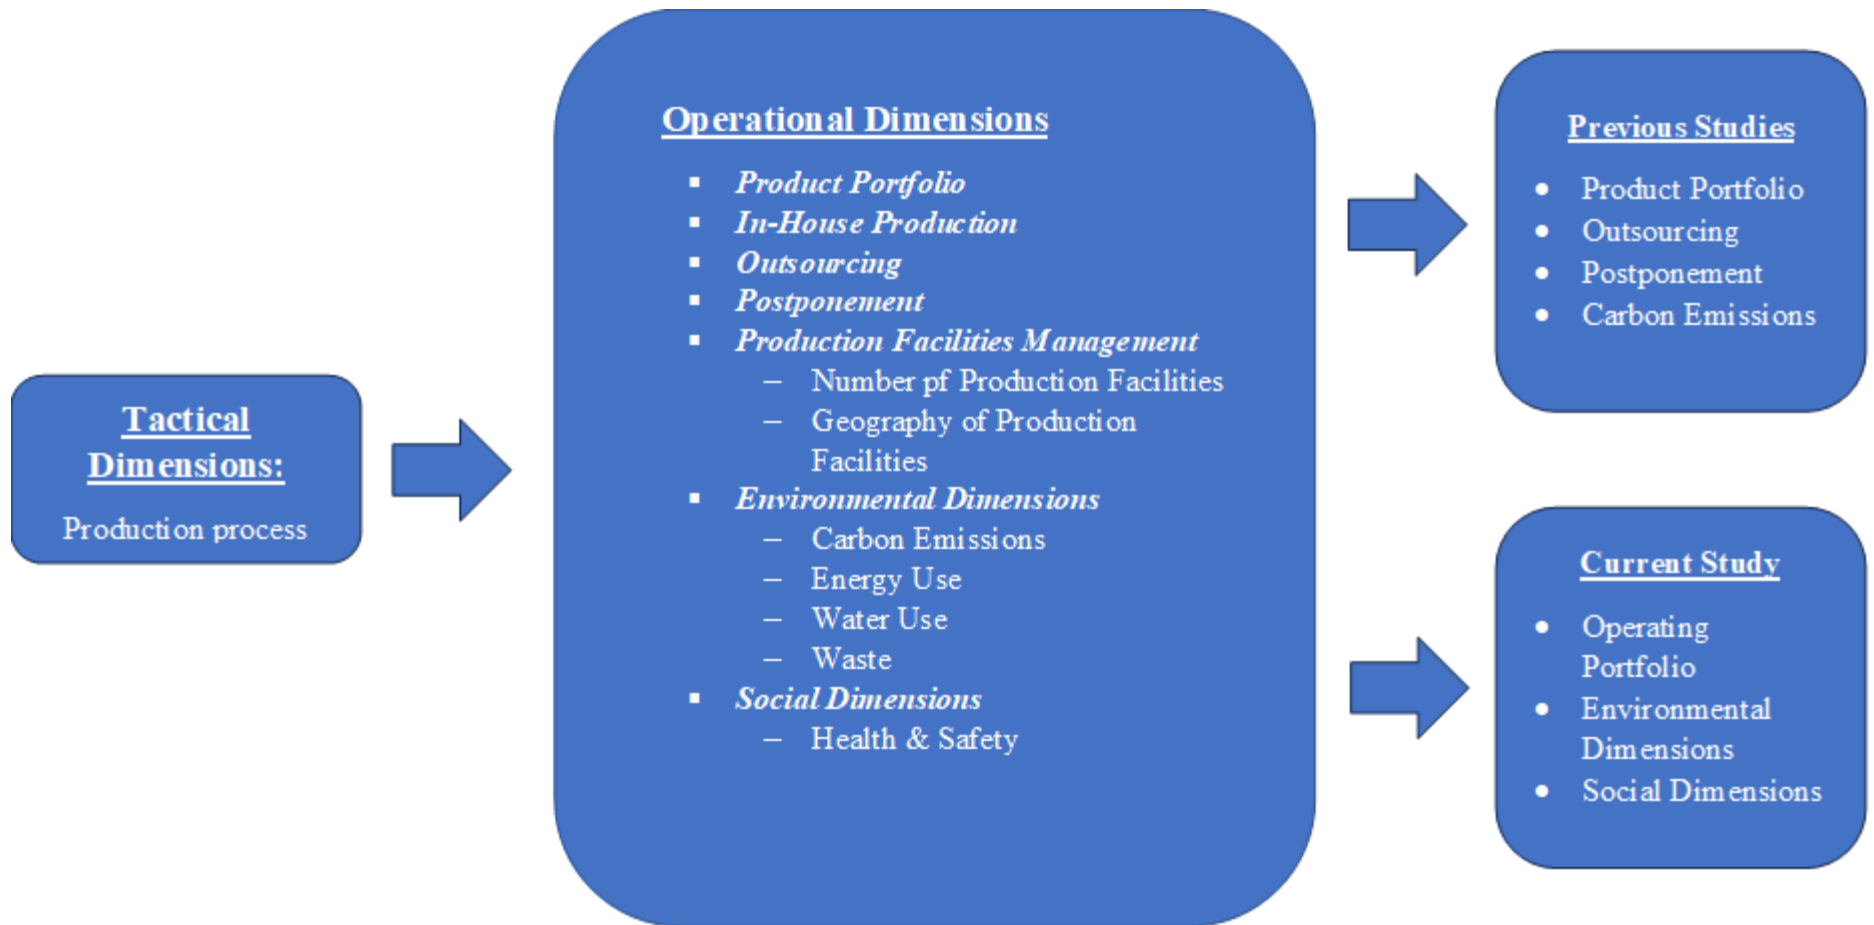 Tactical
Dimensions:
Production process
Operational Dimensions
▪ Product Portfolio
▪ In-House Production
▪ Outsourcing
▪ Postponement
▪ Production Facilities Management
– Number pf Production Facilities
– Geography of Production
Facilities
▪ Environmental Dimensions
– Carbon Emissions
– Energy Use
– Water Use
– Waste
▪ Social Dimensions
– Health & Safety
Previous Studies
● Product Portfolio
● Outsourcing
● Postponement
● Carbon Emissions
Current Study
● Operating
Portfolio
● Environmental
Dimensions
● Social Dimensions